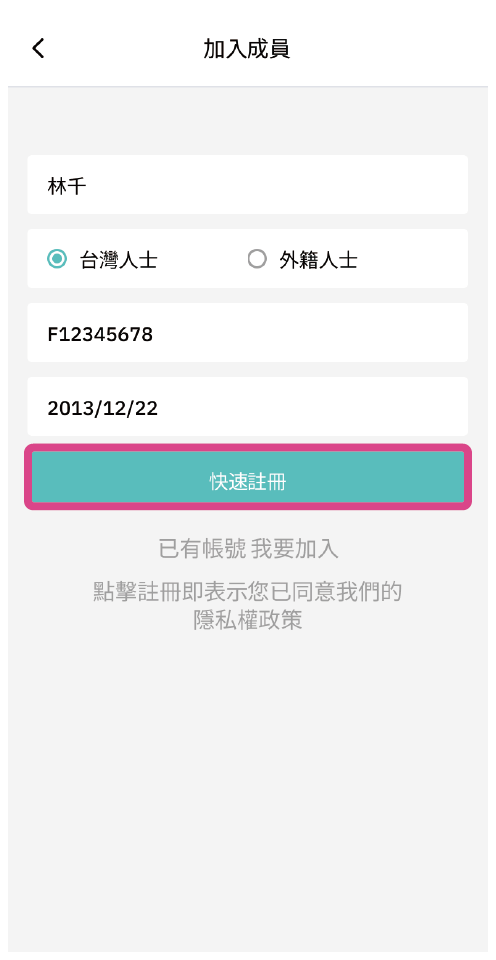 加入成員
林千
台灣人士 外籍人士
F12345678
2013/12/22
快速註冊
已有帳號 我要加入
點擊註冊即表示您已同意我們的
隱私權政策